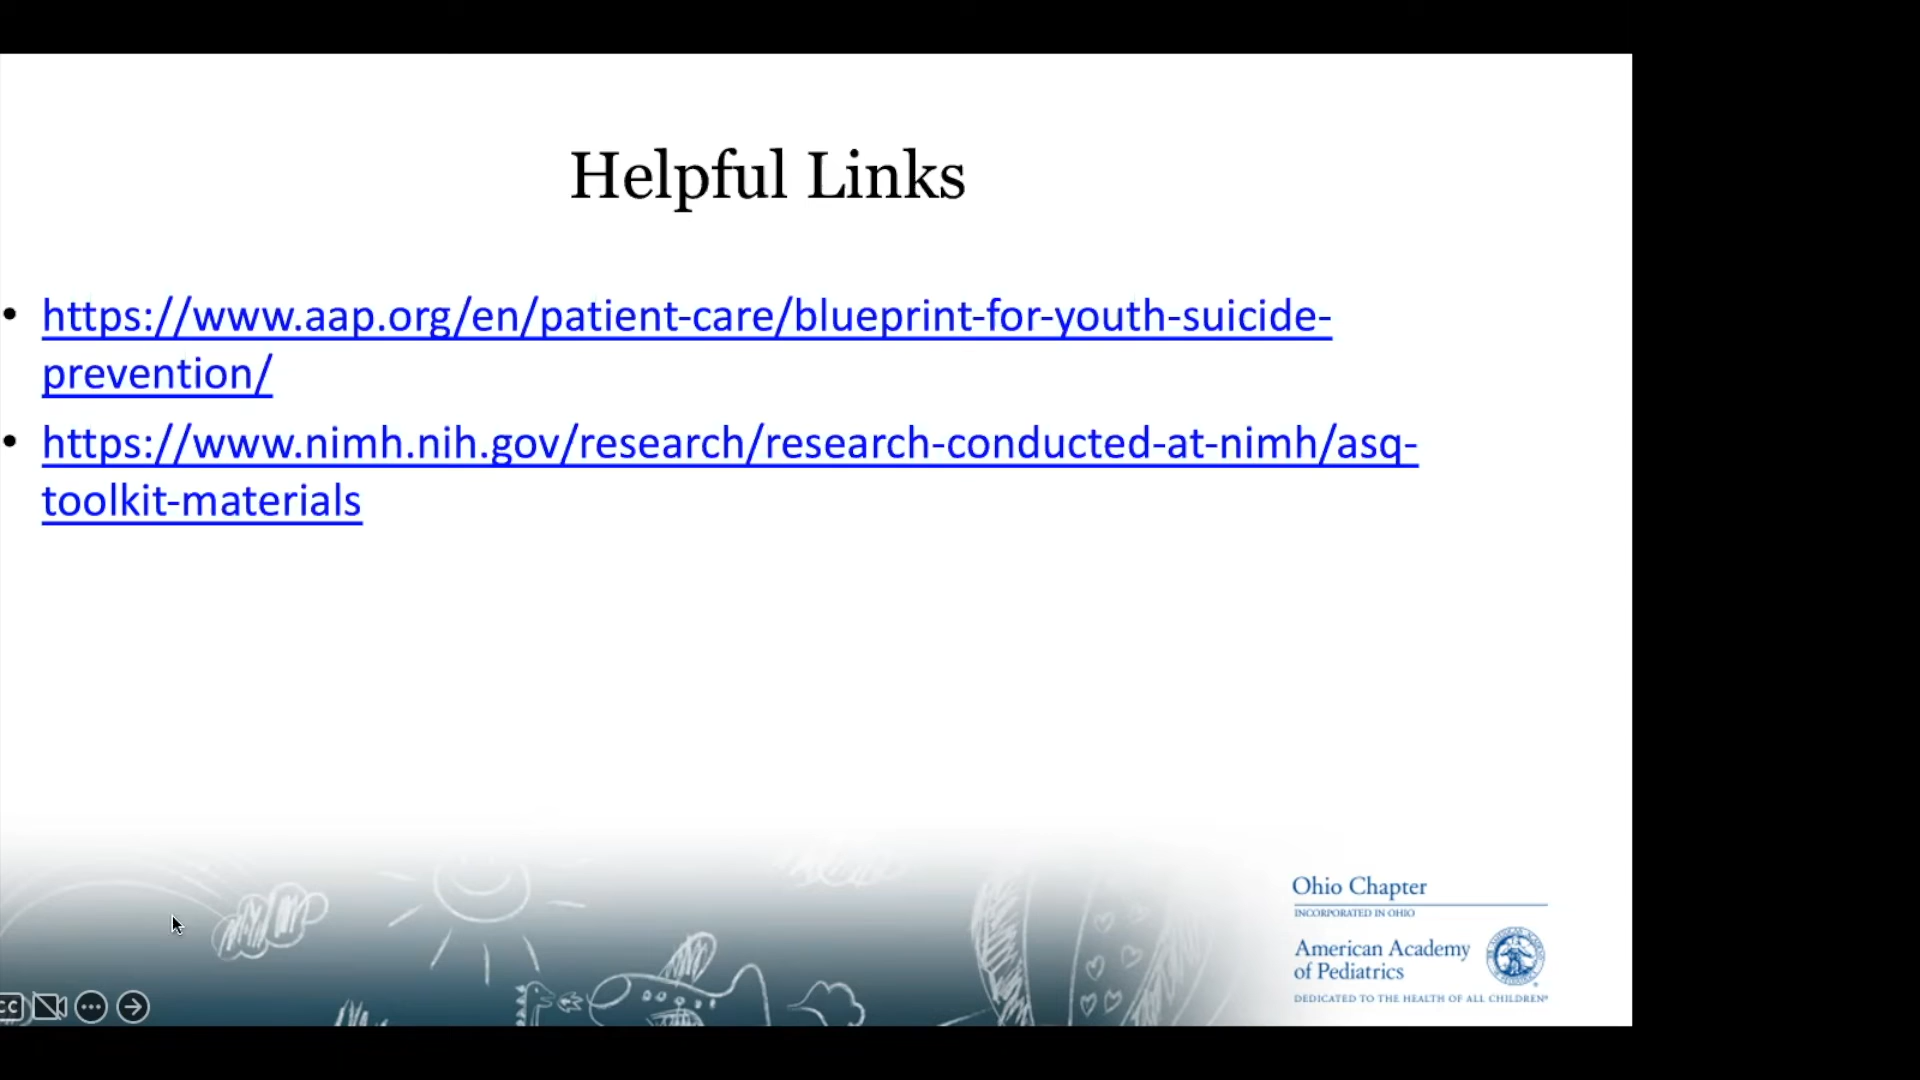 Helpful Links
• https://www.aap.org/en/patient-care/blueprint-for-youth-suicide-
prevention/
• https://www.nimh.nih.gov/research/research-conducted-at-nimh/asq-
toolkit-materials
Ohio Chapter
INCORPORATED IN OHIO
American Academy
of Pediatrics
DEDICATED TO THE HEALTH OF ALL CHILDREN®
CC